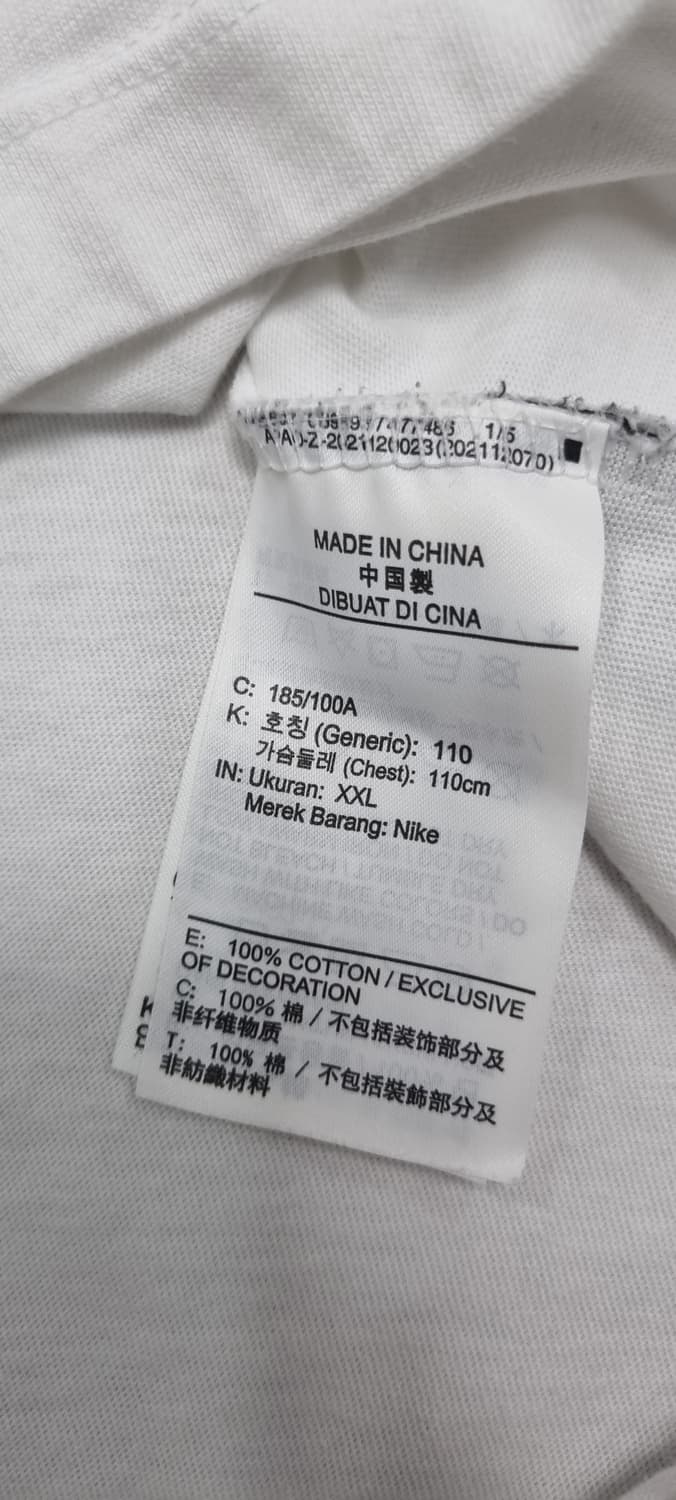 1/5
MADE IN CHINA
中国製
DIBUAT DI CINA
C: 185/100A
K: 호칭 (Generic): 110
가슴둘레 (Chest): 110cm
IN: Ukuran: XXL
Merek Barang: Nike
E: 100% COTTON / EXCLUSIVE
OF DECORATION
C: 100% 棉 / 不包括装饰部分及
非纤维物质
T: 100% 棉 / 不包括裝飾部分及
非紡織材料